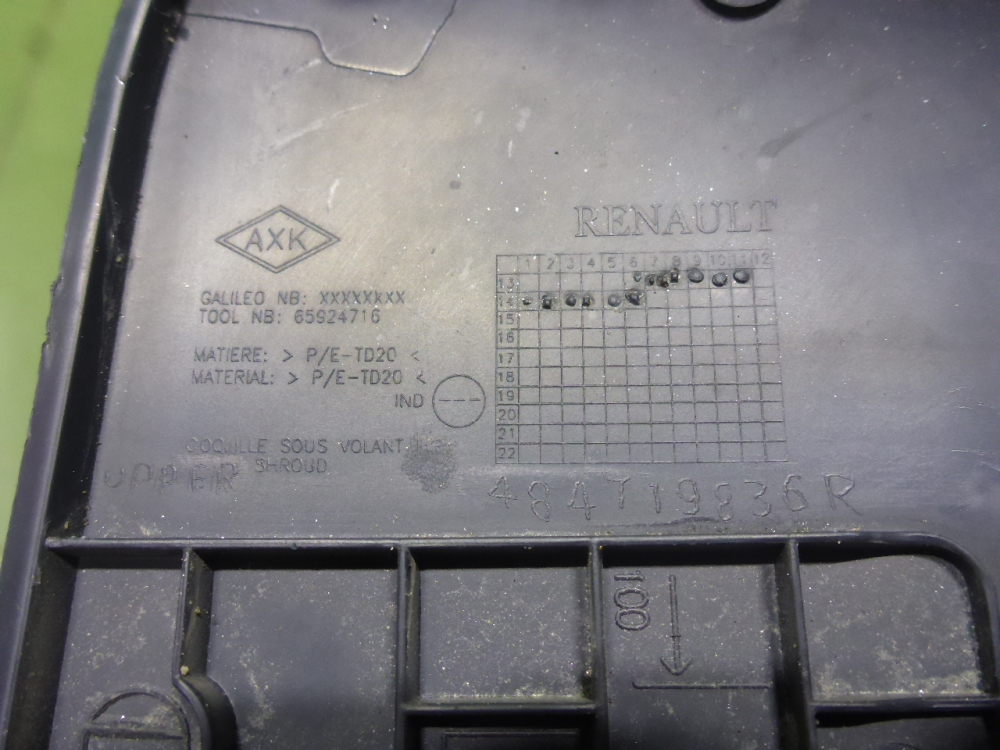 AXK
RENAULT
GALILEO NB: XXXXXXXX
TOOL NB: 65924716
MATIERE: > P/E-TD20 <
MATERIAL: > P/E-TD20 <
IND ---
1 2 3 4 5 6 7 8 9 10 11 12
13
14
15
16
17
18
19
20
21
22
COQUILLE SOUS VOLANT
UPPER SHROUD
484T19836R